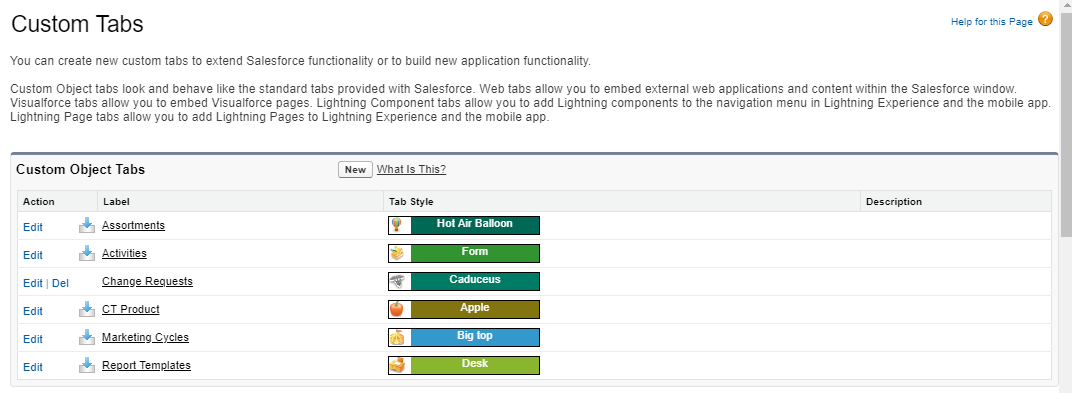 Custom Tabs
Help for this Page
You can create new custom tabs to extend Salesforce functionality or to build new application functionality.
Custom Object tabs look and behave like the standard tabs provided with Salesforce. Web tabs allow you to embed external web applications and content within the Salesforce window.
Visualforce tabs allow you to embed Visualforce pages. Lightning Component tabs allow you to add Lightning components to the navigation menu in Lightning Experience and the mobile app.
Lightning Page tabs allow you to add Lightning Pages to Lightning Experience and the mobile app.
Custom Object Tabs New What Is This?
Action Label Tab Style Description
Edit Assortments Hot Air Balloon
Edit Activities Form
Edit | Del Change Requests Caduceus
Edit CT Product Apple
Edit Marketing Cycles Big top
Edit Report Templates Desk